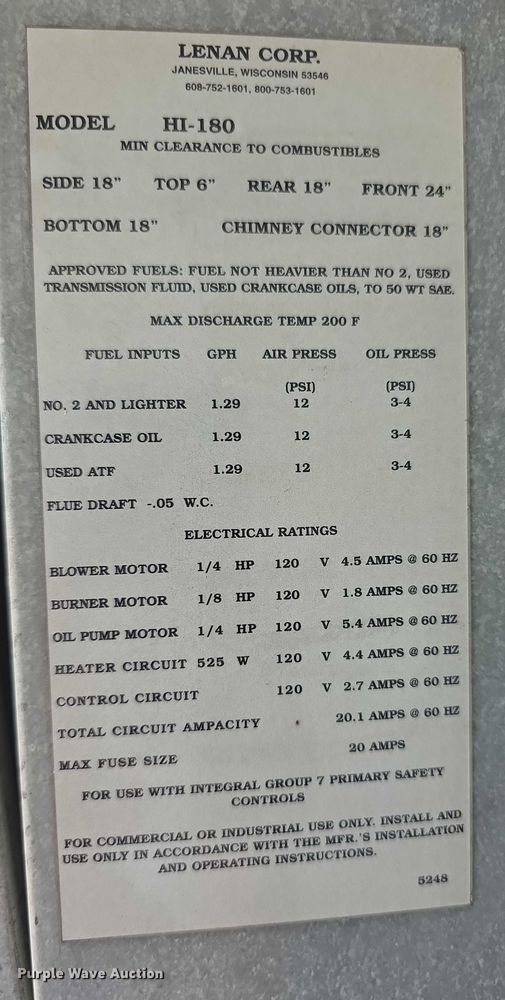 LENAN CORP.
JANESVILLE, WISCONSIN 53546
608-752-1601, 800-753-1601
MODEL HI-180
MIN CLEARANCE TO COMBUSTIBLES
SIDE 18" TOP 6" REAR 18" FRONT 24"
BOTTOM 18" CHIMNEY CONNECTOR 18"
APPROVED FUELS: FUEL NOT HEAVIER THAN NO 2, USED
TRANSMISSION FLUID, USED CRANKCASE OILS, TO 50 WT SAE.
MAX DISCHARGE TEMP 200 F
FUEL INPUTS GPH AIR PRESS OIL PRESS
(PSI) (PSI)
NO. 2 AND LIGHTER 1.29 12 3-4
CRANKCASE OIL 1.29 12 3-4
USED ATF 1.29 12 3-4
FLUE DRAFT -.05 W.C.
ELECTRICAL RATINGS
BLOWER MOTOR 1/4 HP 120 V 4.5 AMPS @ 60 HZ
BURNER MOTOR 1/8 HP 120 V 1.8 AMPS @ 60 HZ
OIL PUMP MOTOR 1/4 HP 120 V 5.4 AMPS @ 60 HZ
HEATER CIRCUIT 525 W 120 V 4.4 AMPS @ 60 HZ
CONTROL CIRCUIT 120 V 2.7 AMPS @ 60 HZ
TOTAL CIRCUIT AMPACITY 20.1 AMPS @ 60 HZ
MAX FUSE SIZE 20 AMPS
FOR USE WITH INTEGRAL GROUP 7 PRIMARY SAFETY
CONTROLS
FOR COMMERCIAL OR INDUSTRIAL USE ONLY. INSTALL AND
USE ONLY IN ACCORDANCE WITH THE MFR.'S INSTALLATION
AND OPERATING INSTRUCTIONS.
5248
Purple Wave Auction